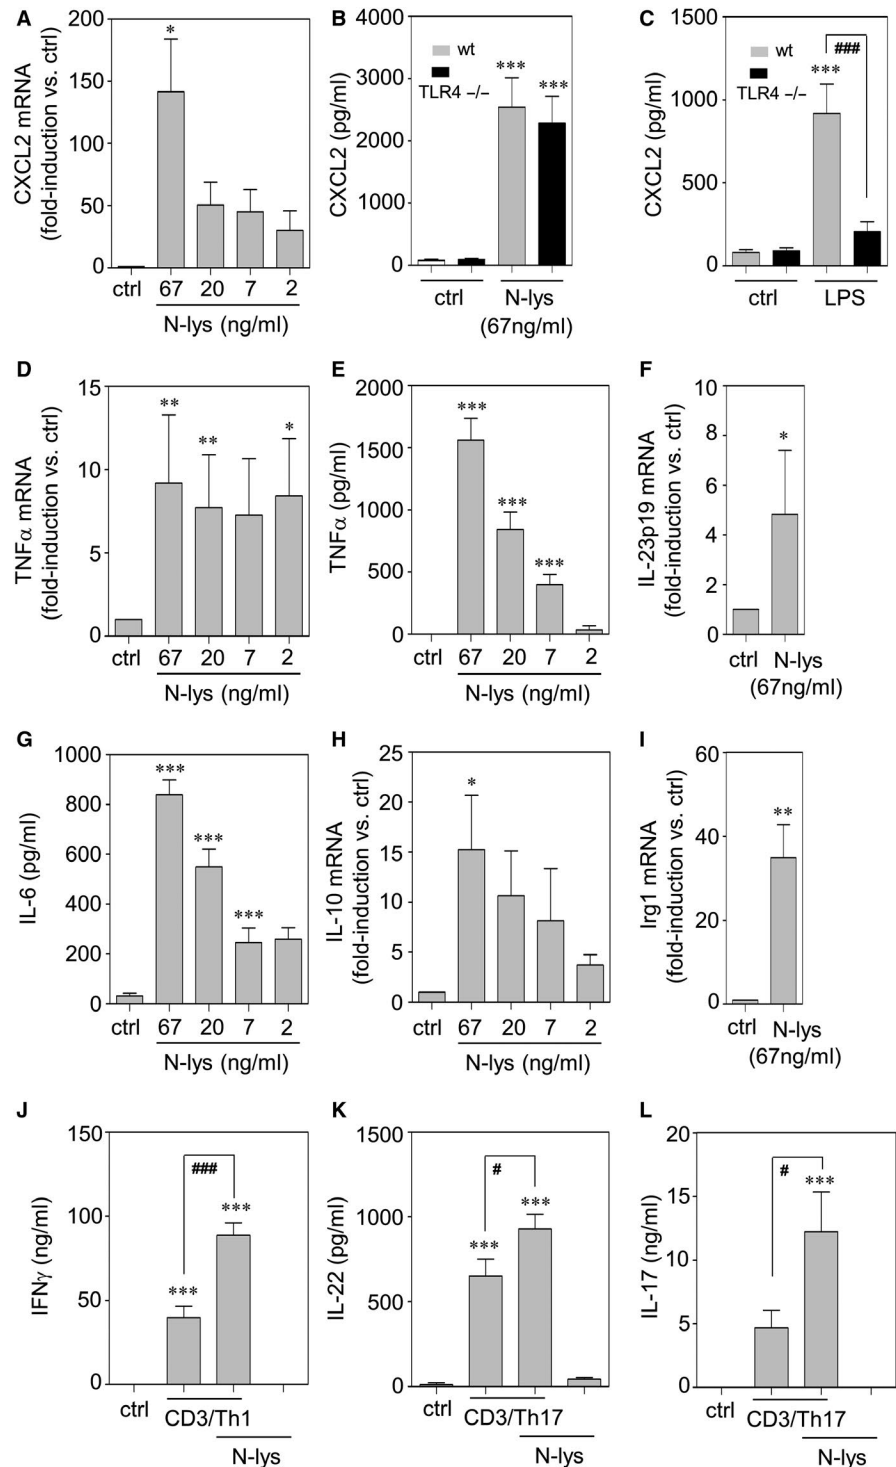 A
CXCL2 mRNA
(fold-induction vs. ctrl)
200
150
100
50
0
*
ctrl 67 20 7 2
N-lys (ng/ml)
B
CXCL2 (pg/ml)
4000
3000
2000
1000
0
wt
TLR4 –/–
***
***
ctrl N-lys
(67ng/ml)
C
CXCL2
(pg/ml)
1500
1000
500
0
wt
TLR4 –/–
###
***
ctrl LPS
D
TNFα mRNA
(fold-induction vs. ctrl)
15
10
5
0
**
**
*
ctrl 67 20 7 2
N-lys (ng/ml)
E
TNFα (pg/ml)
2000
1500
1000
500
0
***
***
***
ctrl 67 20 7 2
N-lys (ng/ml)
F
IL-23p19 mRNA
(fold-induction vs. ctrl)
10
8
6
4
2
0
*
ctrl N-lys
(67ng/ml)
G
IL-6 (pg/ml)
1000
800
600
400
200
0
***
***
***
ctrl 67 20 7 2
N-lys (ng/ml)
H
IL-10 mRNA
(fold-induction vs. ctrl)
25
20
15
10
5
0
*
ctrl 67 20 7 2
N-lys (ng/ml)
I
Irg1 mRNA
(fold-induction vs. ctrl)
60
40
20
0
**
ctrl N-lys
(67ng/ml)
J
IFNγ (ng/ml)
150
100
50
0
###
***
***
ctrl CD3/Th1
N-lys
K
IL-22 (pg/ml)
1500
1000
500
0
#
***
***
ctrl CD3/Th17
N-lys
L
IL-17 (ng/ml)
20
15
10
5
0
#
***
ctrl CD3/Th17
N-lys